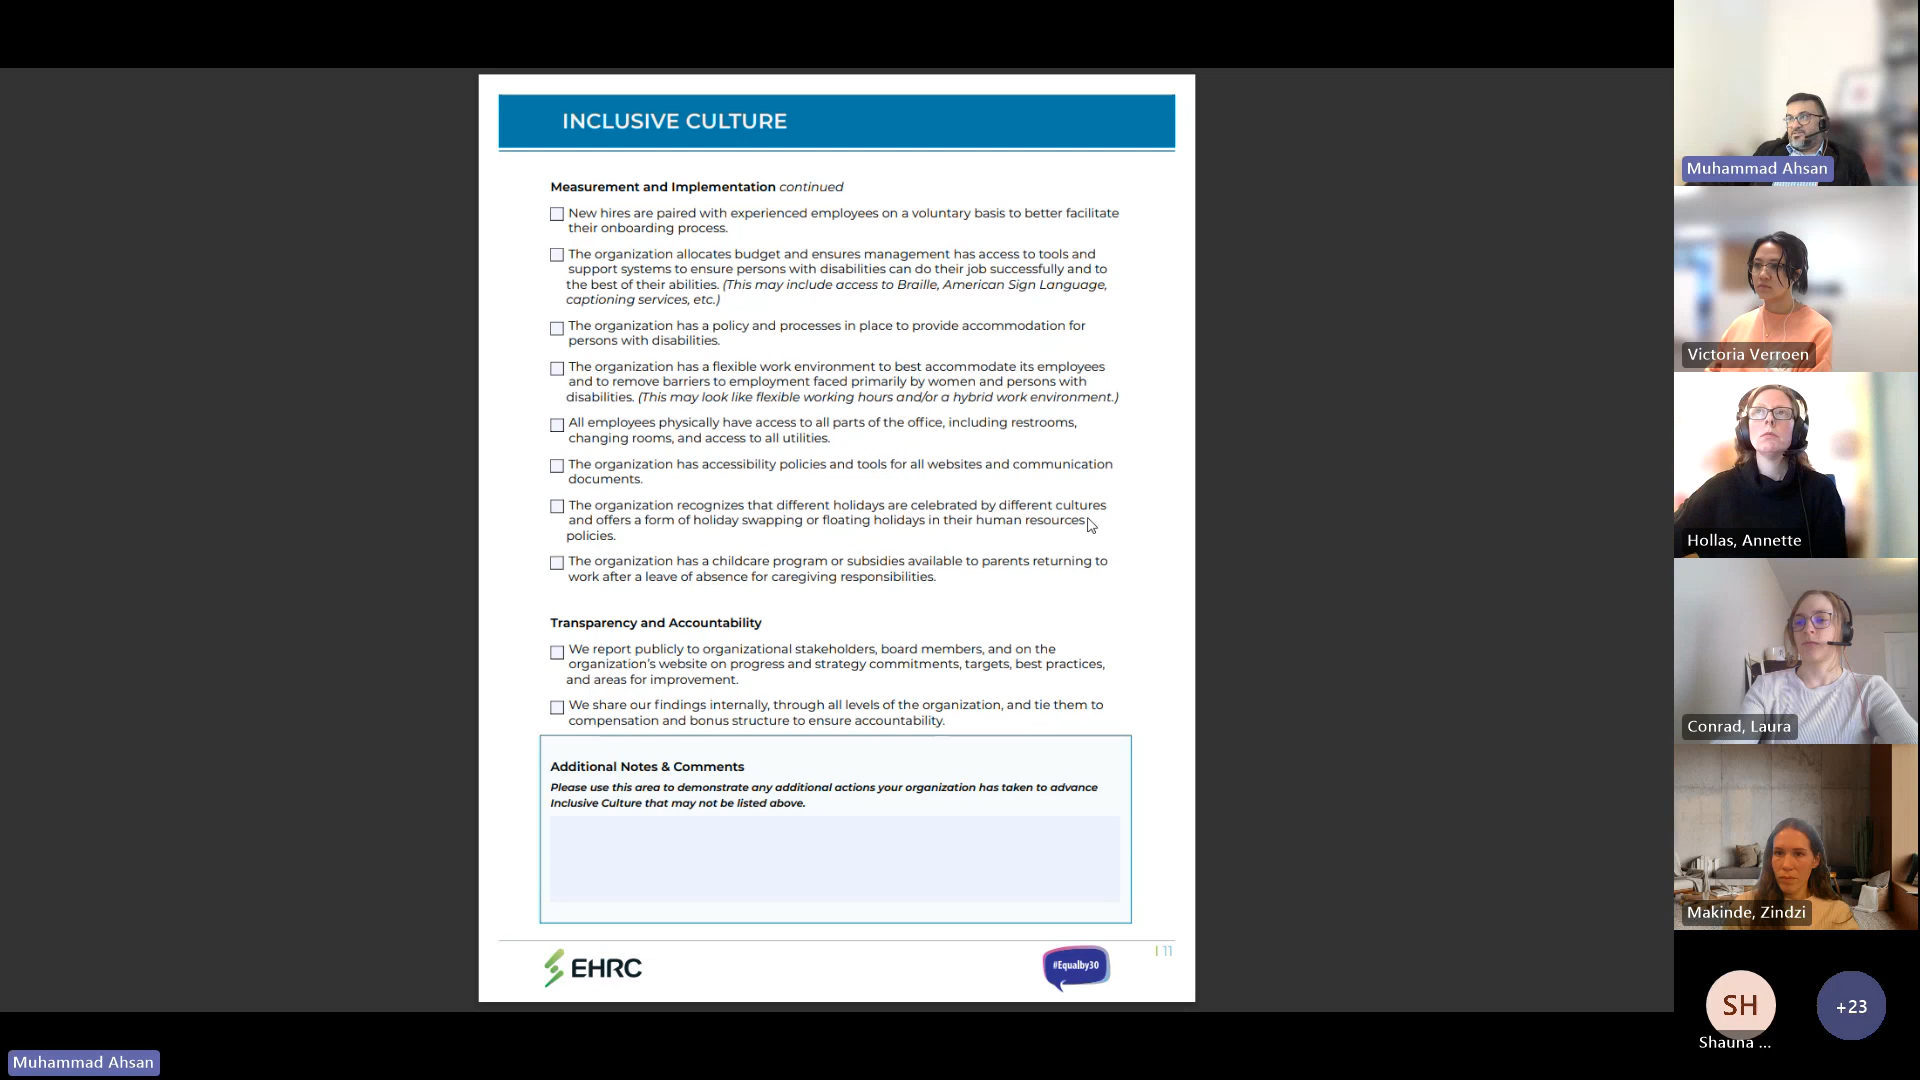 INCLUSIVE CULTURE
Measurement and Implementation continued
New hires are paired with experienced employees on a voluntary basis to better facilitate
their onboarding process.
The organization allocates budget and ensures management has access to tools and
support systems to ensure persons with disabilities can do their job successfully and to
the best of their abilities. (This may include access to Braille, American Sign Language,
captioning services, etc.)
The organization has a policy and processes in place to provide accommodation for
persons with disabilities.
The organization has a flexible work environment to best accommodate its employees
and to remove barriers to employment faced primarily by women and persons with
disabilities. (This may look like flexible working hours and/or a hybrid work environment.)
All employees physically have access to all parts of the office, including restrooms,
changing rooms, and access to all utilities.
The organization has accessibility policies and tools for all websites and communication
documents.
The organization recognizes that different holidays are celebrated by different cultures
and offers a form of holiday swapping or floating holidays in their human resources
policies.
The organization has a childcare program or subsidies available to parents returning to
work after a leave of absence for caregiving responsibilities.
Transparency and Accountability
We report publicly to organizational stakeholders, board members, and on the
organization's website on progress and strategy commitments, targets, best practices,
and areas for improvement.
We share our findings internally, through all levels of the organization, and tie them to
compensation and bonus structure to ensure accountability.
Additional Notes & Comments
Please use this area to demonstrate any additional actions your organization has taken to advance
Inclusive Culture that may not be listed above.
EHRC
#Equalby30
| 11
Muhammad Ahsan
Victoria Verroen
Hollas, Annette
Conrad, Laura
Makinde, Zindzi
SH
+23
Shauna ...
Muhammad Ahsan